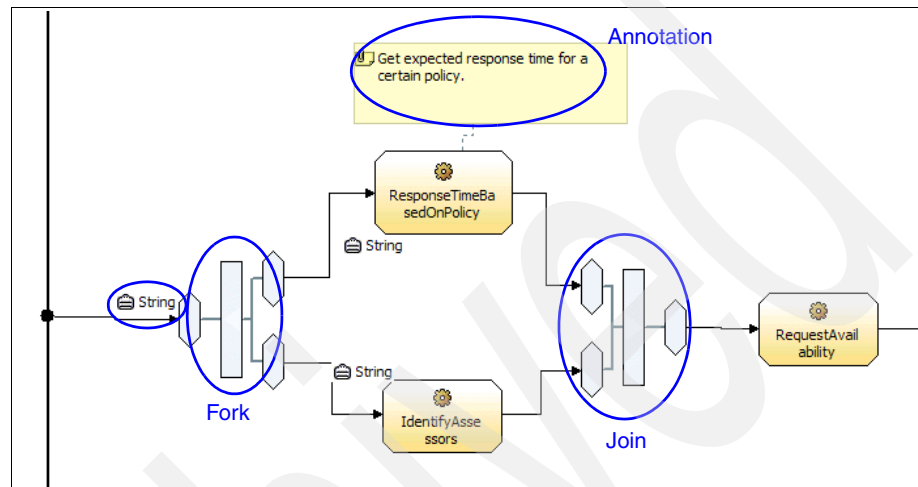 Annotation
Get expected response time for a
certain policy.
ResponseTimeBa
sedOnPolicy
String
String
RequestAvail
ability
String
IdentifyAsse
ssors
Fork
Join